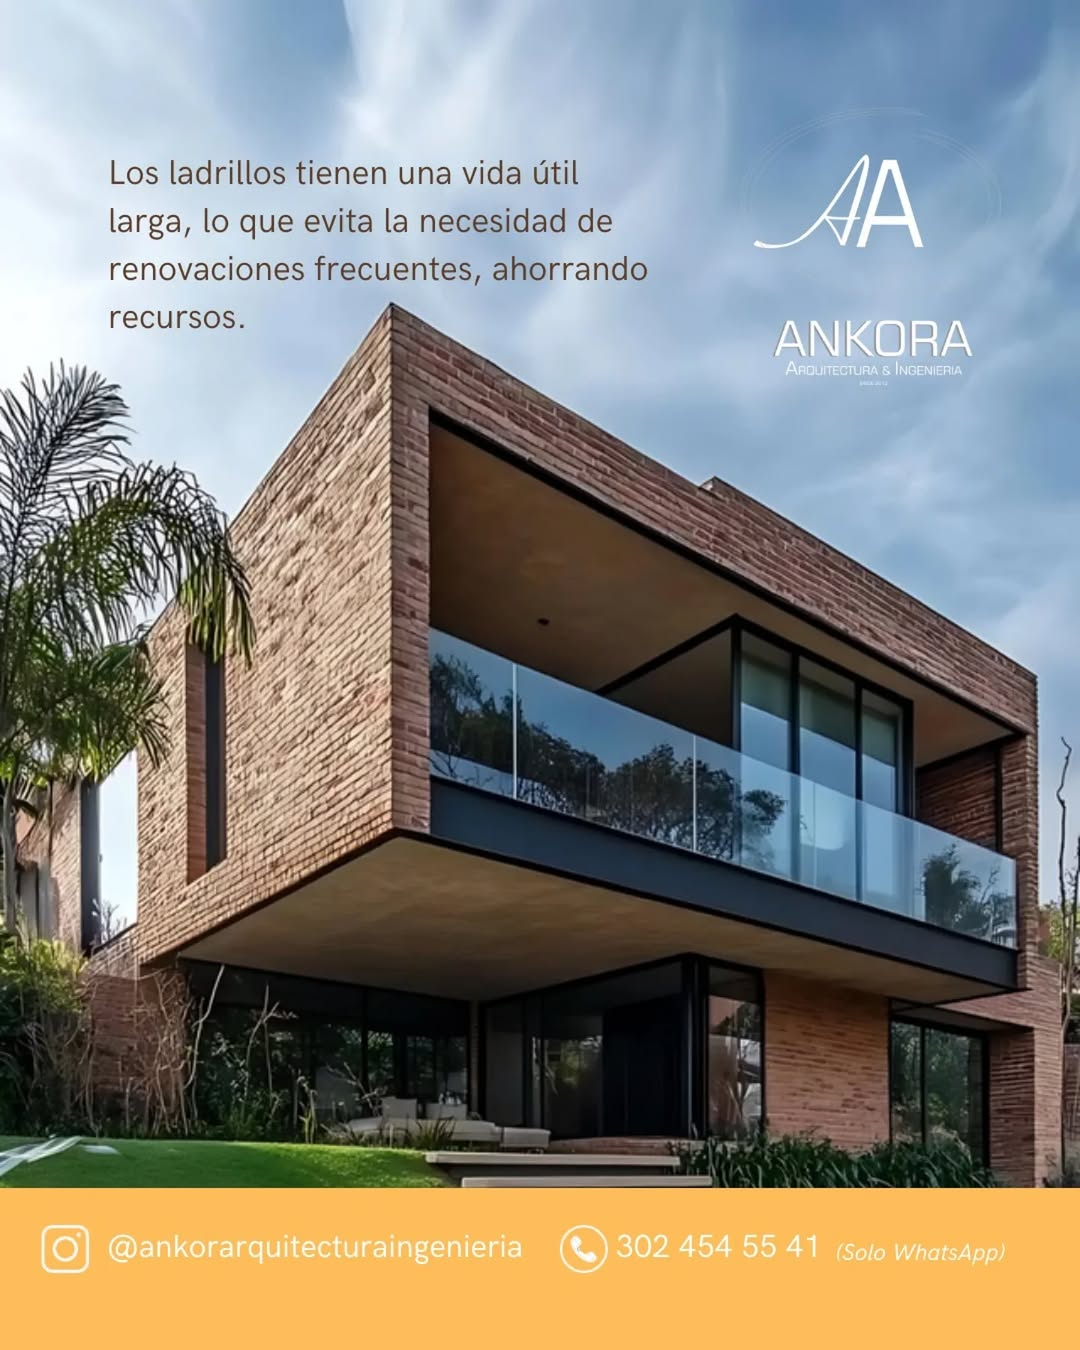 Los ladrillos tienen una vida útil
larga, lo que evita la necesidad de
renovaciones frecuentes, ahorrando
recursos.
AA
ANKORA
ARQUITECTURA & INGENIERIA
@ankorarquitecturaingenieria
302 454 55 41 (Solo WhatsApp)